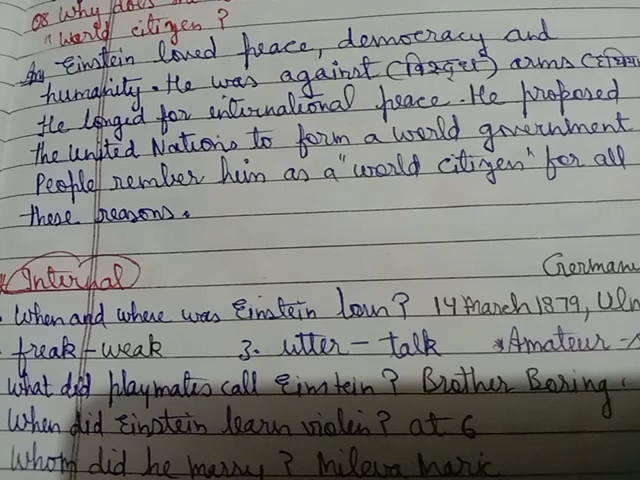 OR Why does
"world citizen?
Einstein loved peace, democracy and
humanity. He was against (विरुद्ध) arms
He longed for international peace. He proposed
the United Nations to form a world government
People rember him as a "world citizen" for all
these reasons.
Internal
Germany
When and where was Einstein born? 14 March 1879, Ulm
freak - weak 3. utter - talk *Amateur -
What did playmates call Einstein? Brother Boring
When did Einstein learn violin? at 6
Whom did he marry? Mileva Maric